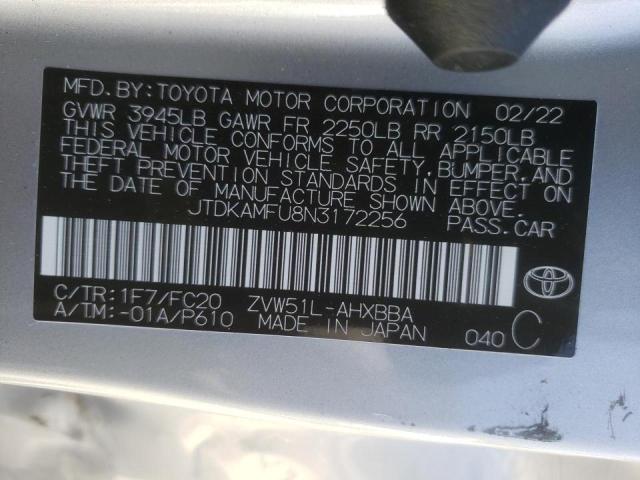 MFD. BY: TOYOTA MOTOR CORPORATION 02/22
GVWR 3945LB GAWR FR 2250LB RR 2150LB
THIS VEHICLE CONFORMS TO ALL APPLICABLE
FEDERAL MOTOR VEHICLE SAFETY, BUMPER, AND
THEFT PREVENTION STANDARDS IN EFFECT ON
THE DATE OF MANUFACTURE SHOWN ABOVE.
JTDKAMFU8N3172256 PASS.CAR
TOYOTA
C/TR: 1F7/FC20 ZVW51L-AHXBBA
A/TM: -01A/P610 MADE IN JAPAN 040 C